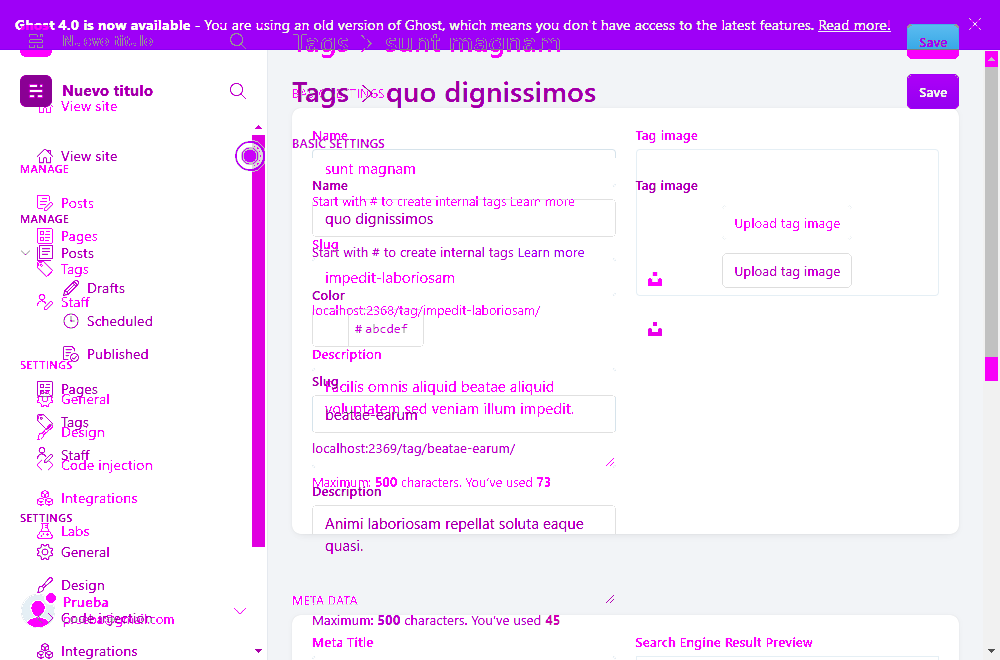 Ghost 4.0 is now available - You are using an old version of Ghost, which means you don't have access to the latest features. Read more!
Nuevo titulo
Tags > sunt magnam
Save
Nuevo titulo
Tags > quo dignissimos
Save
BASIC SETTINGS
View site
Name
Tag image
BASIC SETTINGS
View site
MANAGE
sunt magnam
Name
Tag image
Posts
Start with # to create internal tags Learn more
MANAGE
quo dignissimos
Upload tag image
Pages
Slug
Posts
Start with # to create internal tags Learn more
Tags
Upload tag image
impedit-laboriosam
Drafts
Color
Staff
localhost:2368/tag/impedit-laboriosam/
Scheduled
# abcdef
Published
Description
SETTINGS
Slug
Pages
Facilis omnis aliquid beatae aliquid
General
voluptatem sed veniam illum impedit.
beatae-earum
Tags
Design
localhost:2369/tag/beatae-earum/
Staff
Code injection
Maximum: 500 characters. You've used 73
Description
Integrations
SETTINGS
Animi laboriosam repellat soluta eaque
Labs
quasi.
General
Design
META DATA
Prueba
Code injection
prueba@gmail.com
Maximum: 500 characters. You've used 45
Meta Title
Search Engine Result Preview
Integrations